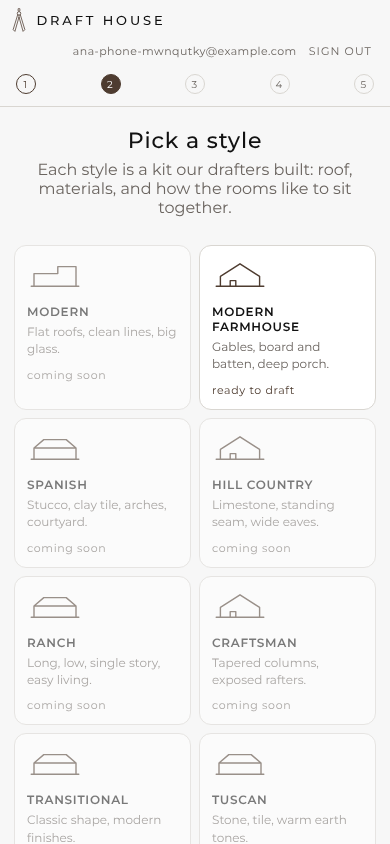 DRAFT HOUSE
ana-phone-mwnqutky@example.com SIGN OUT
1 2 3 4 5
Pick a style
Each style is a kit our drafters built: roof,
materials, and how the rooms like to sit
together.
MODERN
Flat roofs, clean lines, big
glass.
coming soon
MODERN
FARMHOUSE
Gables, board and
batten, deep porch.
ready to draft
SPANISH
Stucco, clay tile, arches,
courtyard.
coming soon
HILL COUNTRY
Limestone, standing
seam, wide eaves.
coming soon
RANCH
Long, low, single story,
easy living.
coming soon
CRAFTSMAN
Tapered columns,
exposed rafters.
coming soon
TRANSITIONAL
Classic shape, modern
finishes.
TUSCAN
Stone, tile, warm earth
tones.